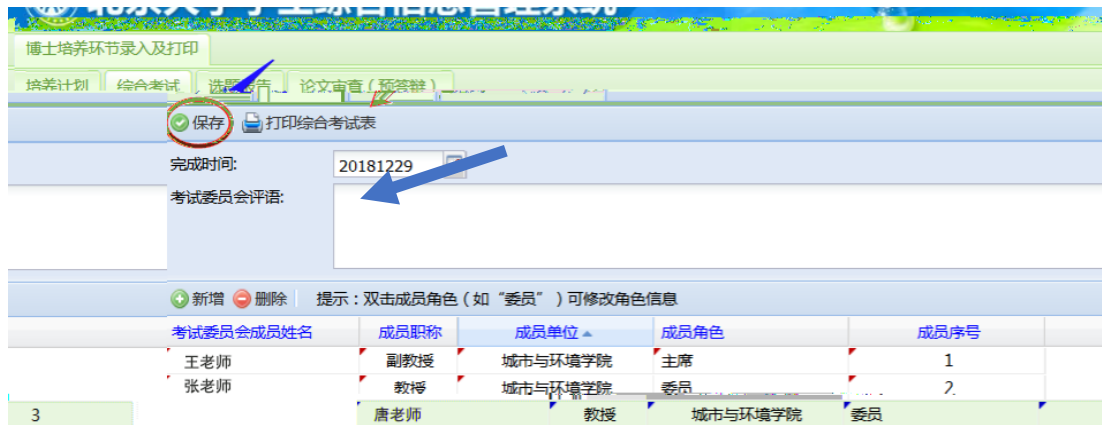 博士培养环节录入及打印
培养计划 综合考试 选题报告 论文审查(预答辩)
保存 打印综合考试表
完成时间: 20181229
考试委员会评语:
新增 删除 提示:双击成员角色(如“委员”)可修改角色信息
考试委员会成员姓名 成员职称 成员单位 成员角色 成员序号
王老师 副教授 城市与环境学院 主席 1
张老师 教授 城市与环境学院 委员 2
3 唐老师 教授 城市与环境学院 委员